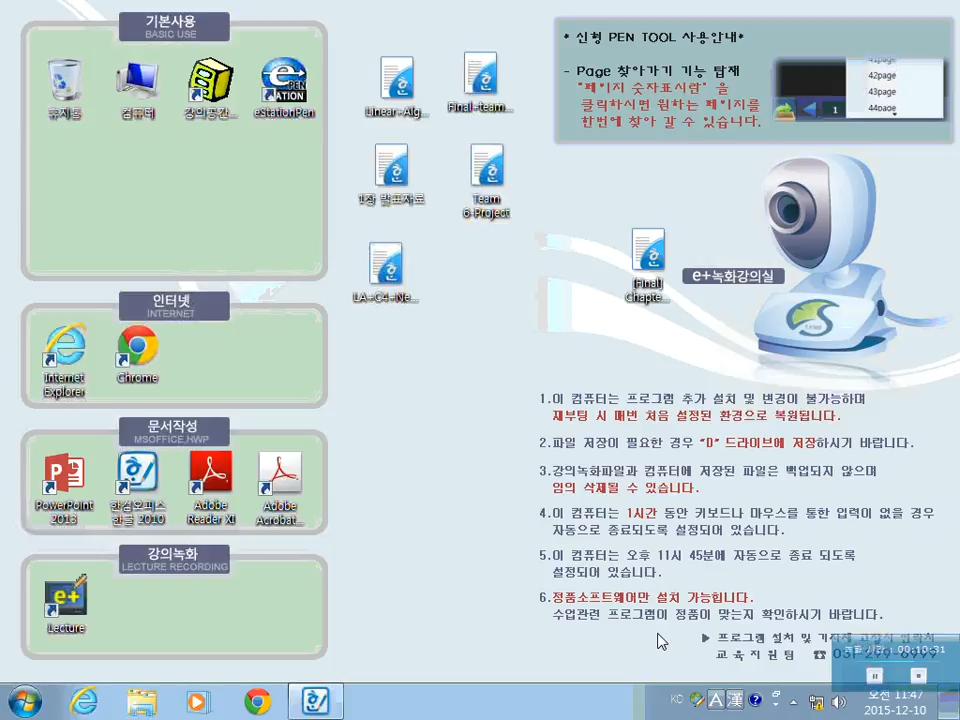 기본사용
BASIC USE
휴지통
컴퓨터
강의공간...
eStationPen
Linear-Alg...
Final-team...
1장 발표자료
Team
6-Project
LA-C4-Ne...
(Final)
Chapte...
* 신형 PEN TOOL 사용안내*
- Page 찾아가기 기능 탑재
"페이지 숫자표시람" 을
클릭하시면 원하는 페이지를
한번에 찾아 갈 수 있습니다.
41page
42page
43page
44page
1
e+녹화강의실
인터넷
INTERNET
Internet
Explorer
Chrome
문서작성
MSOFFICE,HWP
PowerPoint
2013
한컴오피스
한글 2010
Adobe
Reader XI
Adobe
Acrobat...
강의녹화
LECTURE RECORDING
e+
Lecture
1.이 컴퓨터는 프로그램 추가 설치 및 변경이 불가능하며
재부팅 시 매번 처음 설정된 환경으로 복원됩니다.
2.파일 저장이 필요한 경우 "D" 드라이브에 저장하시기 바랍니다.
3.강의녹화파일과 컴퓨터에 저장된 파일은 백업되지 않으며
임의 삭제될 수 있습니다.
4.이 컴퓨터는 1시간 동안 키보드나 마우스를 통한 입력이 없을 경우
자동으로 종료되도록 설정되어 있습니다.
5.이 컴퓨터는 오후 11시 45분에 자동으로 종료 되도록
설정되어 있습니다.
6.정품소프트웨어만 설치 가능합니다.
수업관련 프로그램이 정품이 맞는지 확인하시기 바랍니다.
▶ 프로그램 설치 및 기자재 고장시 연락처
교육지원팀 ☎ 031-299-6999
00:10:31
KO
A 漢
오전 11:47
2015-12-10